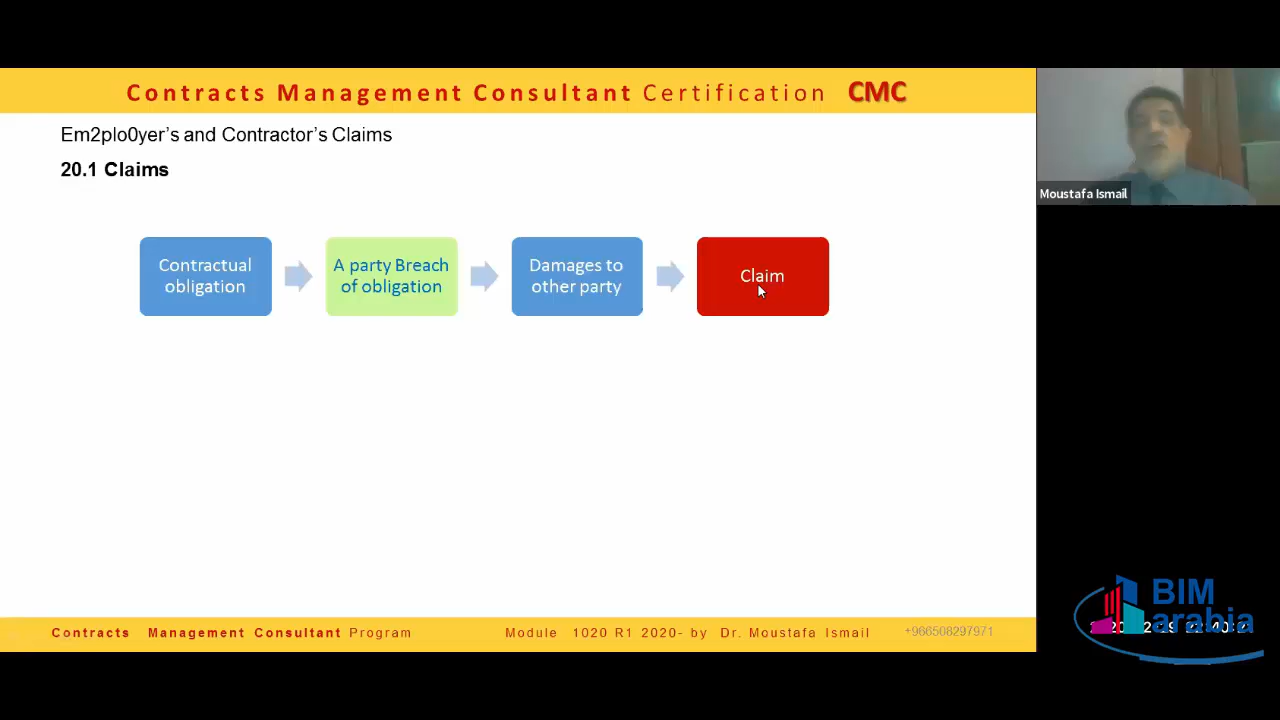 Contracts Management Consultant Certification CMC
Em2plo0yer's and Contractor's Claims
20.1 Claims
Contractual
obligation
A party Breach
of obligation
Damages to
other party
Claim
Moustafa Ismail
BIM
arabia
Contracts Management Consultant Program
Module 1020 R1 2020- by Dr. Moustafa Ismail
+966508297971